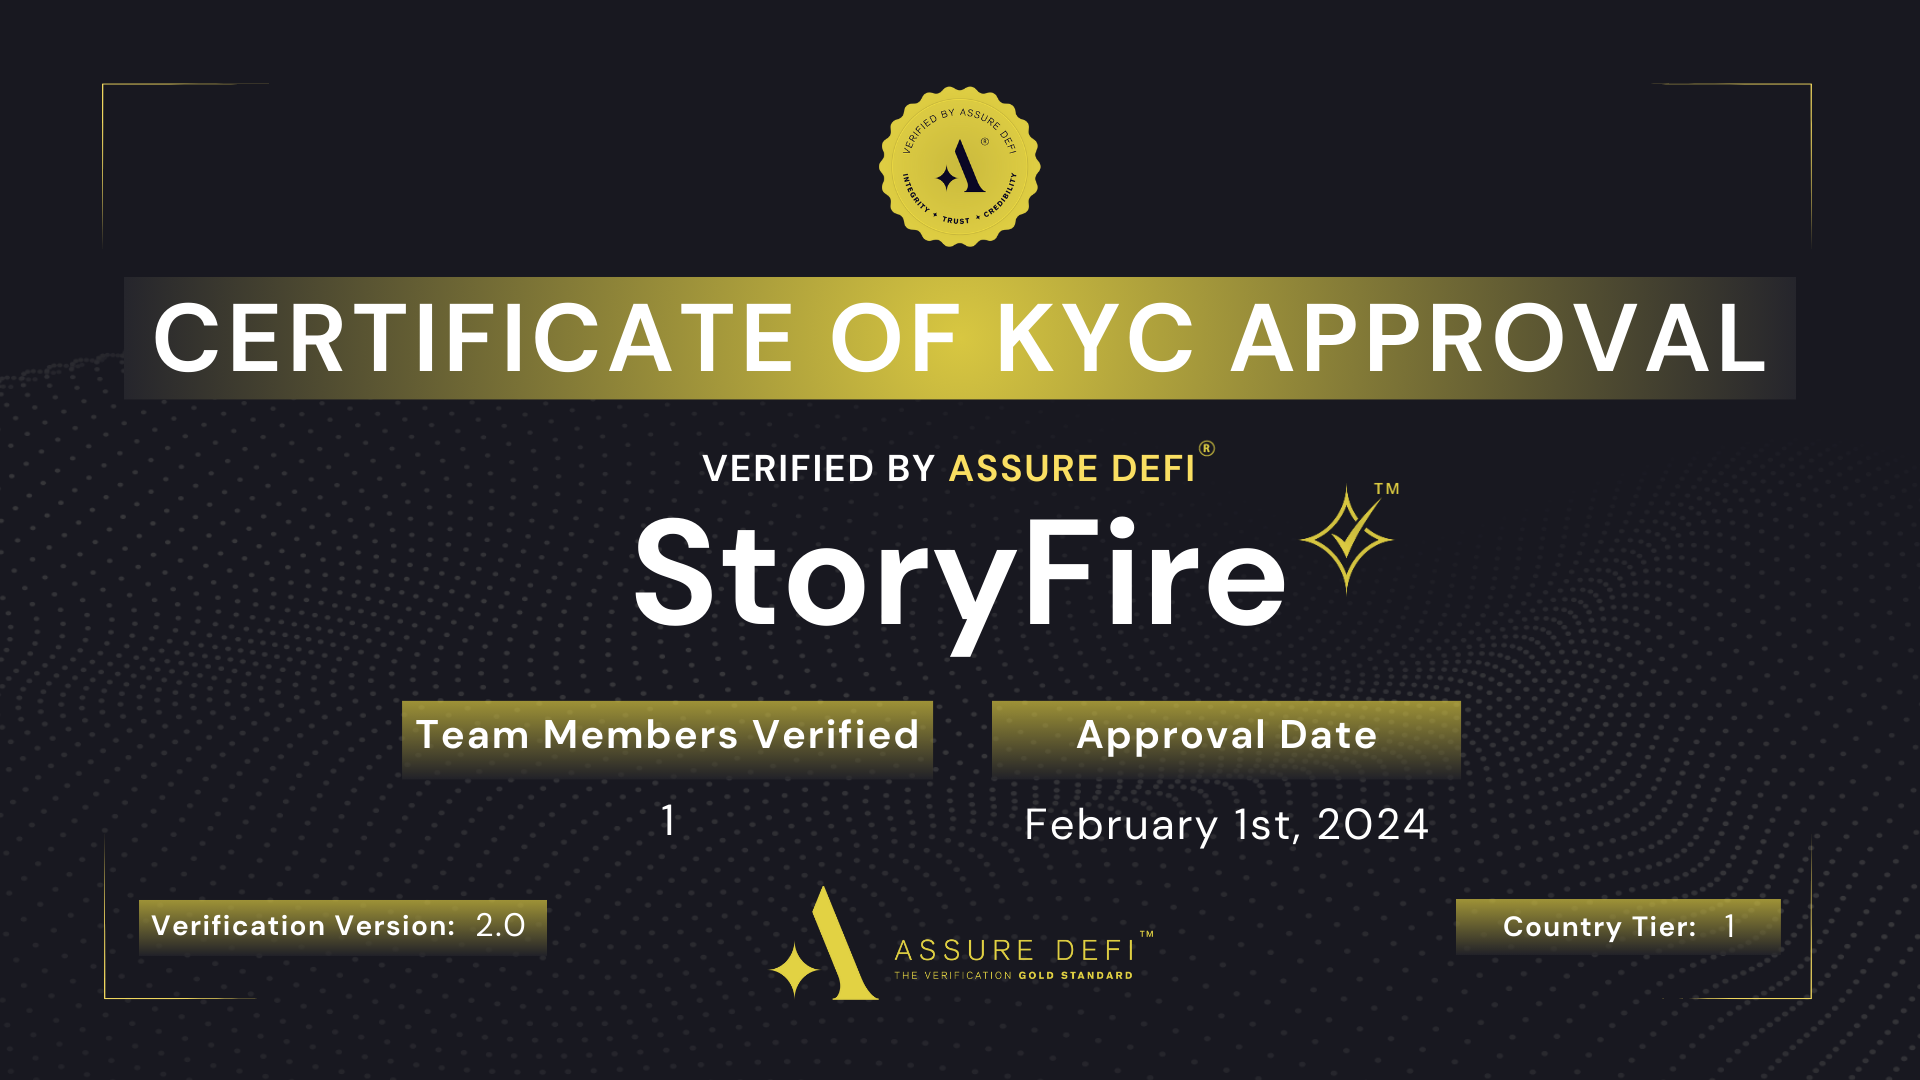 VERIFIED BY ASSURE DEFI
®
INTEGRITY ✦ TRUST ✦ CREDIBILITY
CERTIFICATE OF KYC APPROVAL
VERIFIED BY ASSURE DEFI®
StoryFire TM
Team Members Verified
1
Approval Date
February 1st, 2024
Verification Version: 2.0
ASSURE DEFI TM
THE VERIFICATION GOLD STANDARD
Country Tier: 1